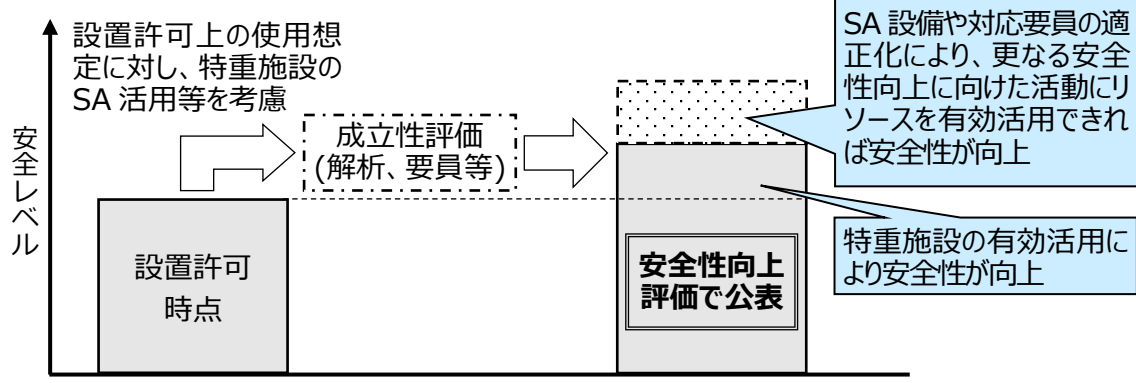 設置許可上の使用想
定に対し、特重施設の
SA 活用等を考慮
安全レベル
成立性評価
(解析、要員等)
設置許可
時点
安全性向上
評価で公表
SA 設備や対応要員の適
正化により、更なる安全
性向上に向けた活動にリ
ソースを有効活用できれ
ば安全性が向上
特重施設の有効活用に
より安全性が向上